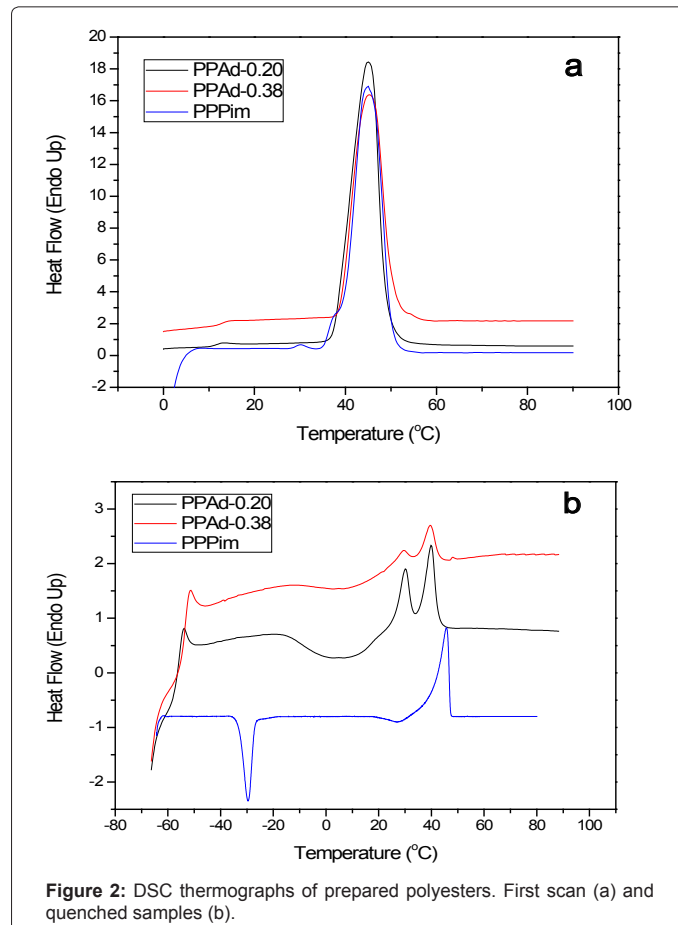 a
PPAd-0.20
PPAd-0.38
PPPim
20
18
16
14
12
10
8
6
4
2
0
-2
Heat Flow (Endo Up)
0 20 40 60 80 100
Temperature (°C)
b
PPAd-0.20
PPAd-0.38
PPPim
3
2
1
0
-1
-2
Heat Flow (Endo Up)
-80 -60 -40 -20 0 20 40 60 80 100
Temperature (°C)
Figure 2: DSC thermographs of prepared polyesters. First scan (a) and
quenched samples (b).